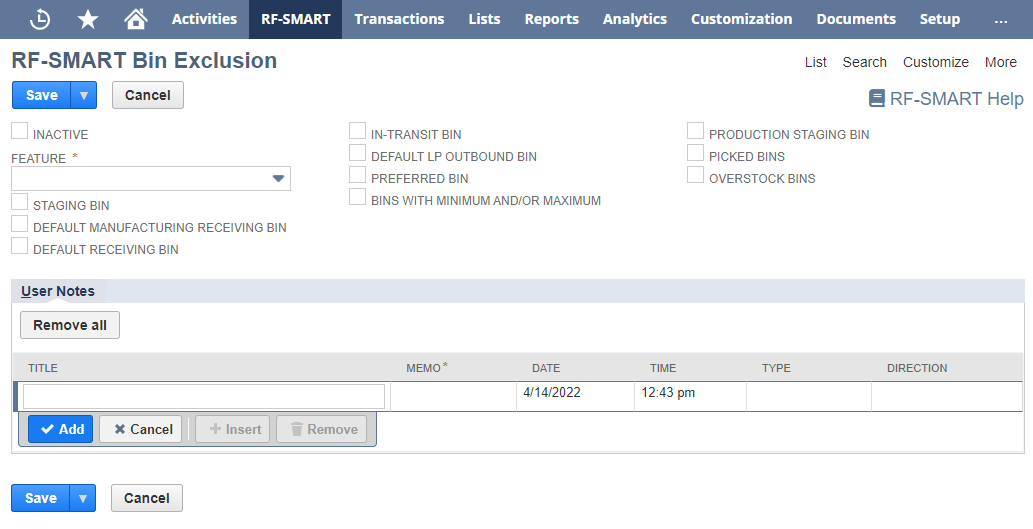 Activities RF-SMART Transactions Lists Reports Analytics Customization Documents Setup ...
RF-SMART Bin Exclusion
List Search Customize More
Save Cancel
RF-SMART Help
INACTIVE
FEATURE *
STAGING BIN
DEFAULT MANUFACTURING RECEIVING BIN
DEFAULT RECEIVING BIN
IN-TRANSIT BIN
DEFAULT LP OUTBOUND BIN
PREFERRED BIN
BINS WITH MINIMUM AND/OR MAXIMUM
PRODUCTION STAGING BIN
PICKED BINS
OVERSTOCK BINS
User Notes
Remove all
TITLE MEMO* DATE TIME TYPE DIRECTION
4/14/2022 12:43 pm
Add Cancel Insert Remove
Save Cancel